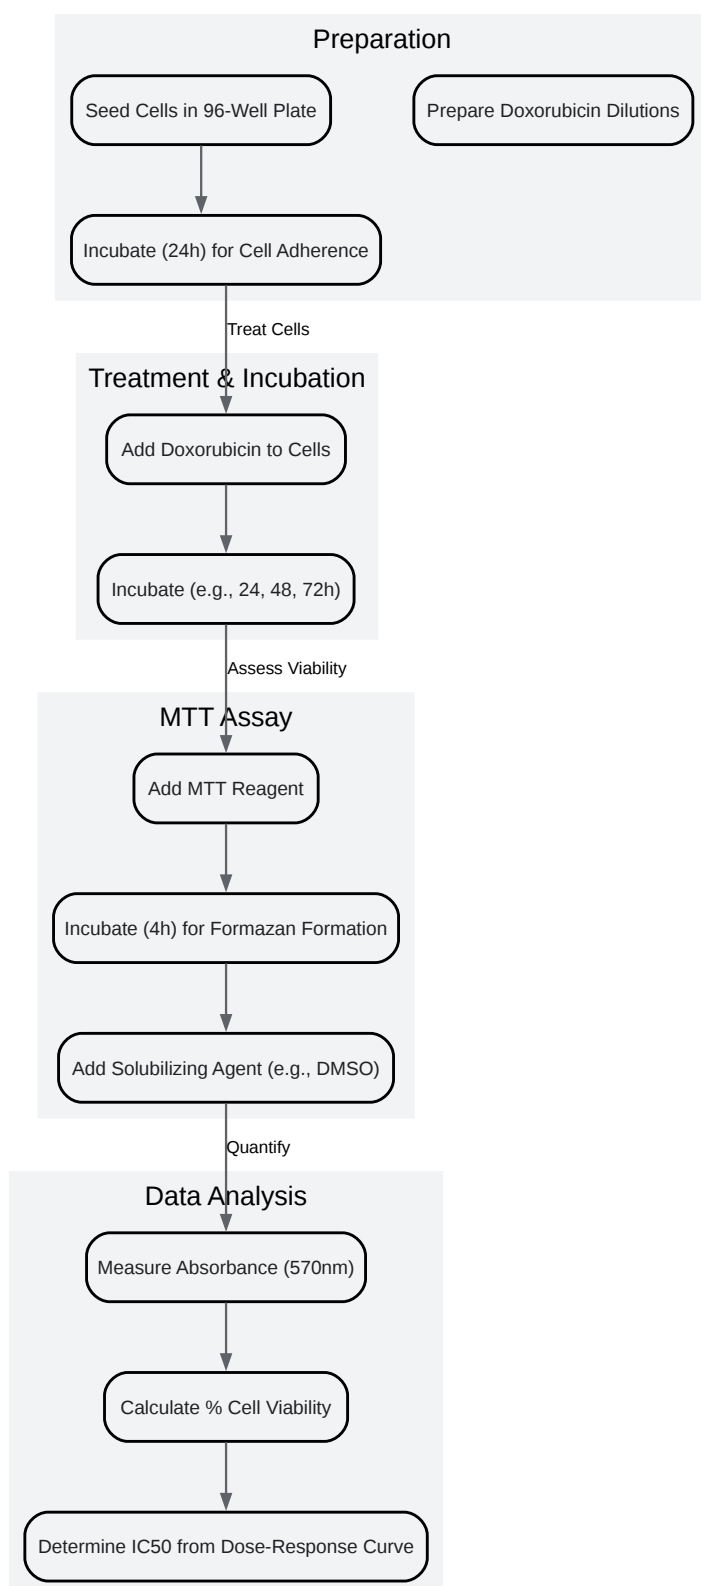 Preparation
Seed Cells in 96-Well Plate
Prepare Doxorubicin Dilutions
Incubate (24h) for Cell Adherence
Treat Cells
Treatment & Incubation
Add Doxorubicin to Cells
Incubate (e.g., 24, 48, 72h)
Assess Viability
MTT Assay
Add MTT Reagent
Incubate (4h) for Formazan Formation
Add Solubilizing Agent (e.g., DMSO)
Quantify
Data Analysis
Measure Absorbance (570nm)
Calculate % Cell Viability
Determine IC50 from Dose-Response Curve